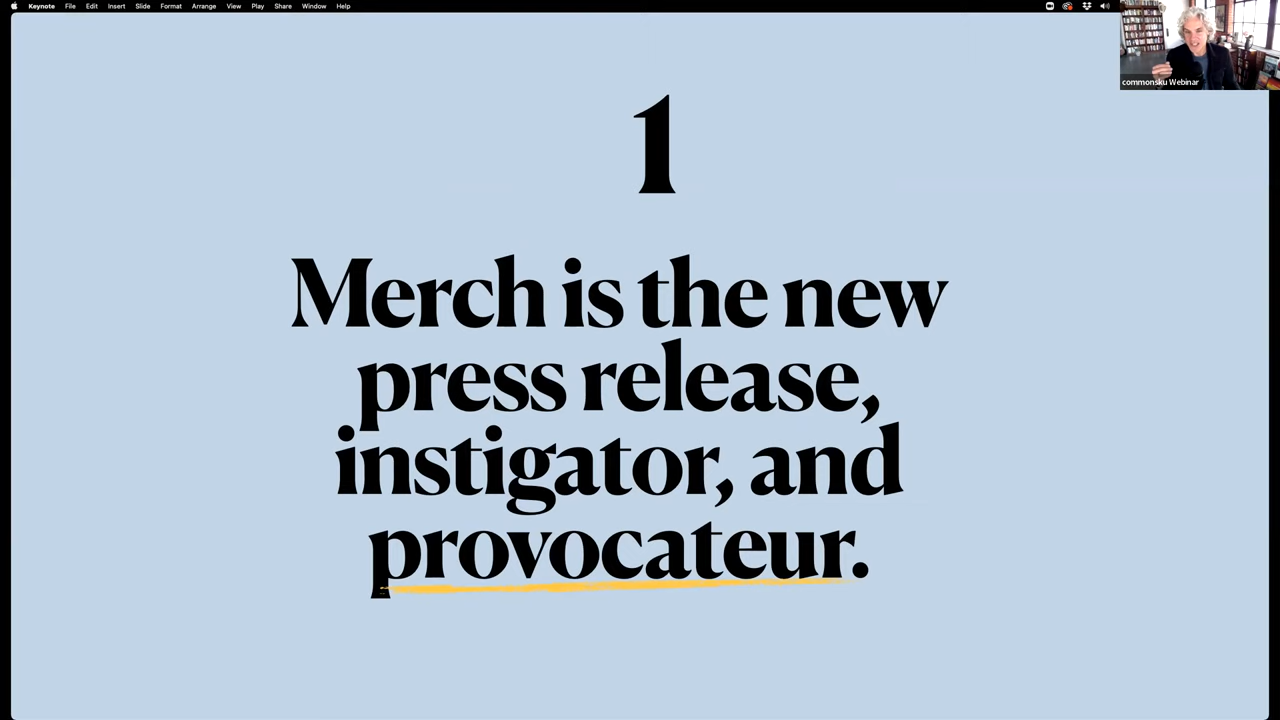 Keynote File Edit Insert Slide Format Arrange View Play Share Window Help
commonsku Webinar
1
Merch is the new
press release,
instigator, and
provocateur.